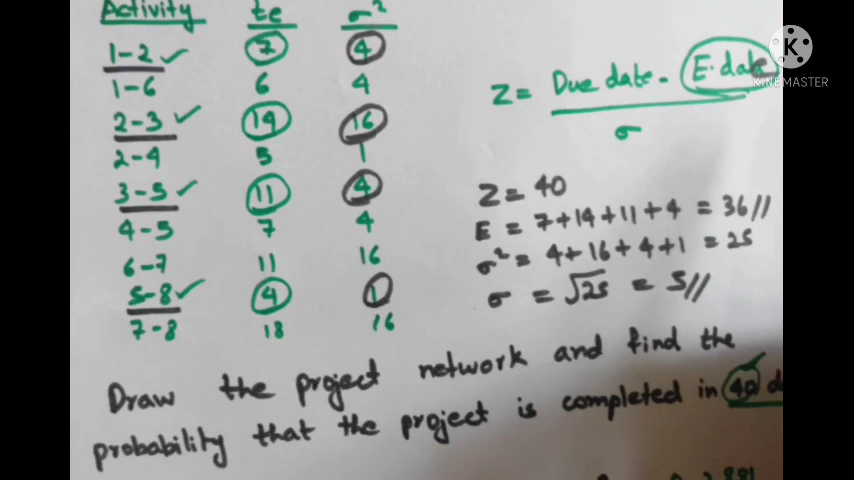 Activity te σ²
1-2 ✓ 7 4
1-6 6 4
2-3 ✓ 14 16
2-4 5 1
3-5 ✓ 11 4
4-5 7 4
6-7 11 16
5-8 ✓ 4 1
7-8 18 16
Z = Due date - E.date
σ
K
KINEMASTER
Z = 40
E = 7+14+11+4 = 36//
σ² = 4+16+4+1 = 25
σ = √25 = 5//
Draw the project network and find the
probability that the project is completed in 40